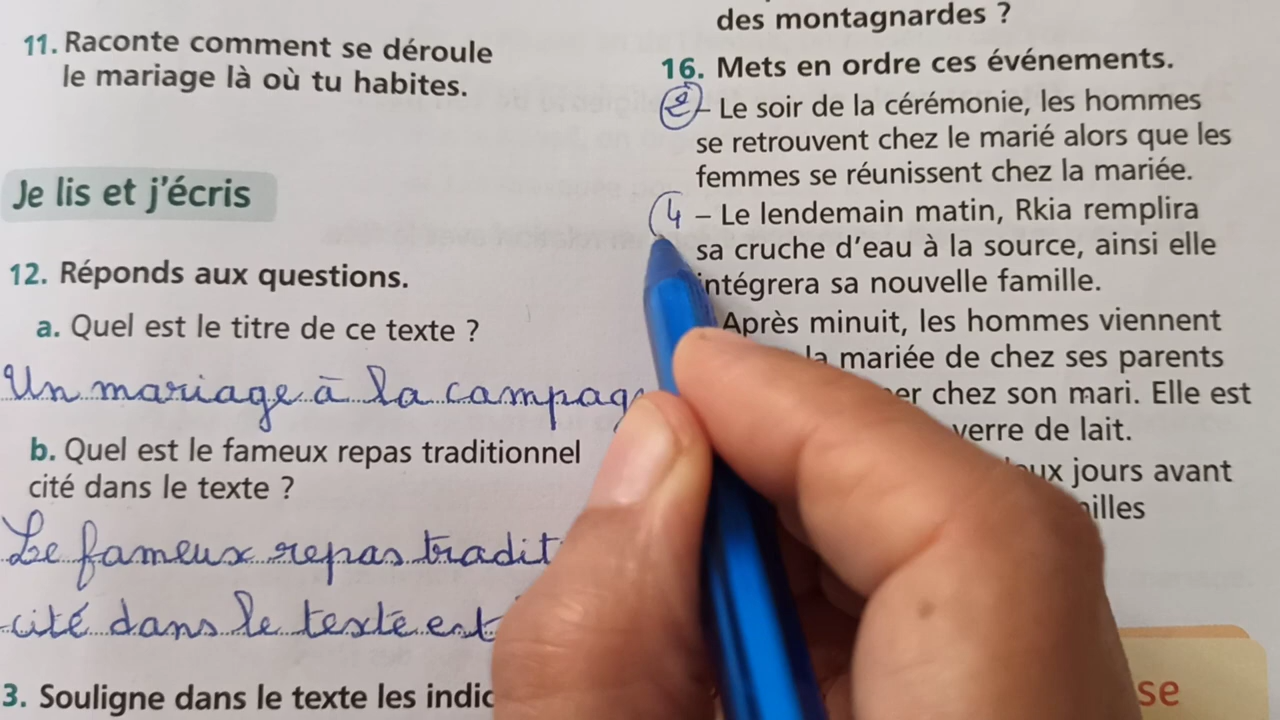 11. Raconte comment se déroule
le mariage là où tu habites.
Je lis et j'écris
12. Réponds aux questions.
a. Quel est le titre de ce texte ?
Un mariage à la
b. Quel est le fameux repas traditionnel
cité dans le texte ?
Le fameux repas
cité dans le texte est
3. Souligne dans le texte les
des montagnardes ?
16. Mets en ordre ces événements.
2 – Le soir de la cérémonie, les hommes
se retrouvent chez le marié alors que les
femmes se réunissent chez la mariée.
4 – Le lendemain matin, Rkia remplira
sa cruche d'eau à la source, ainsi elle
intégrera sa nouvelle famille.
Après minuit, les hommes viennent
la mariée de chez ses parents
chez son mari. Elle est
verre de lait.
jours avant